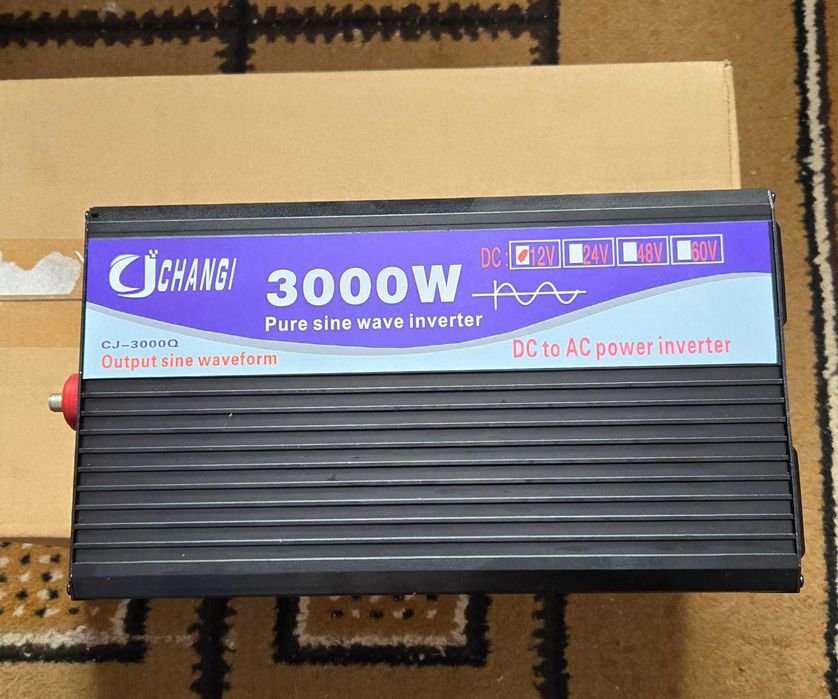 DC: 12V 24V 48V 60V
CJ CHANGI
3000W
Pure sine wave inverter
CJ-3000Q
Output sine waveform
DC to AC power inverter